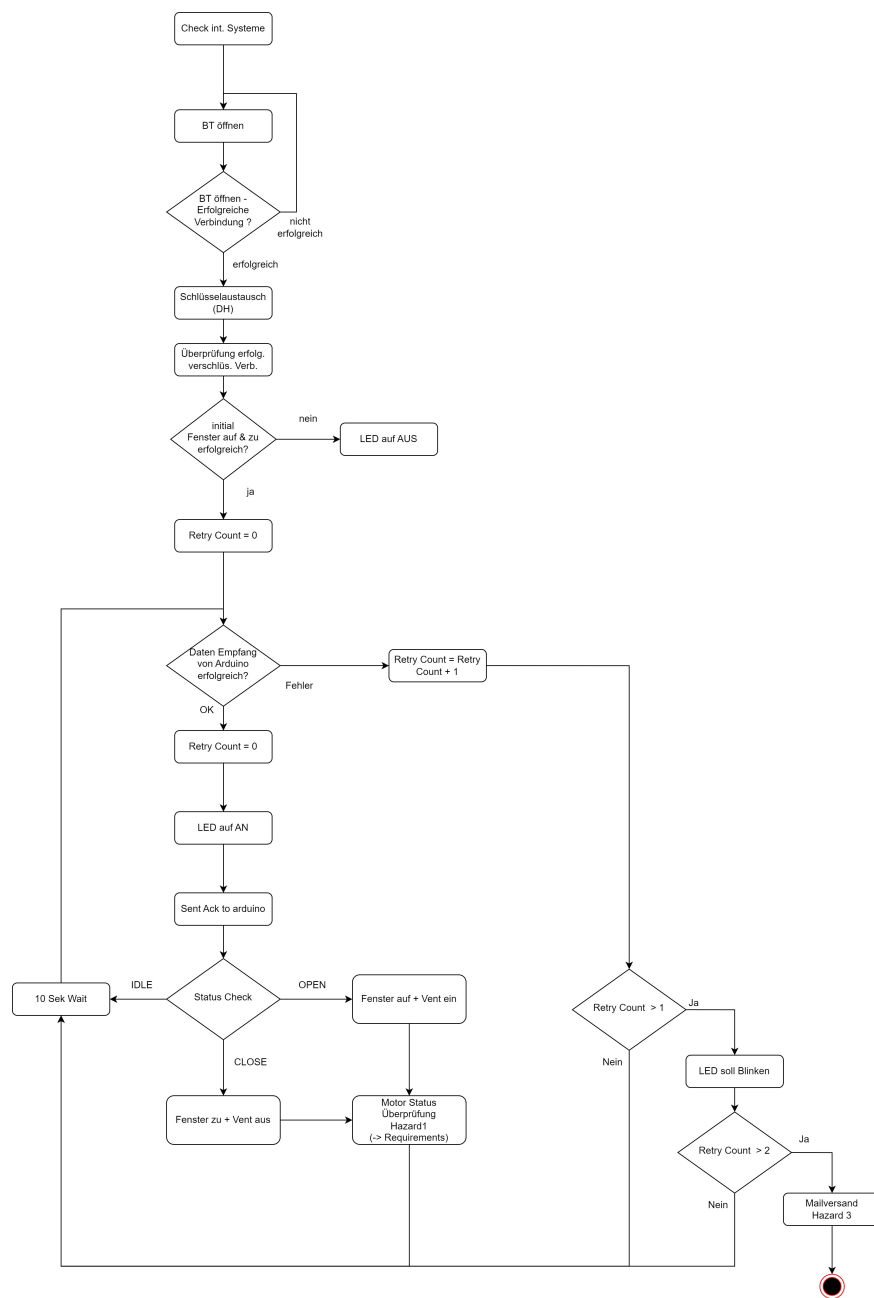 Check int. Systeme
BT öffnen
BT öffnen -
Erfolgreiche
Verbindung ?
nicht
erfolgreich
erfolgreich
Schlüsselaustausch
(DH)
Überprüfung erfolg.
verschlüs. Verb.
initial
Fenster auf & zu
erfolgreich?
nein
LED auf AUS
ja
Retry Count = 0
Daten Empfang
von Arduino
erfolgreich?
Fehler
Retry Count = Retry
Count + 1
OK
Retry Count = 0
LED auf AN
Sent Ack to arduino
Status Check
IDLE
10 Sek Wait
OPEN
Fenster auf + Vent ein
CLOSE
Fenster zu + Vent aus
Motor Status
Überprüfung
Hazard1
(-> Requirements)
Retry Count > 1
Ja
Nein
LED soll Blinken
Retry Count > 2
Ja
Nein
Mailversand
Hazard 3